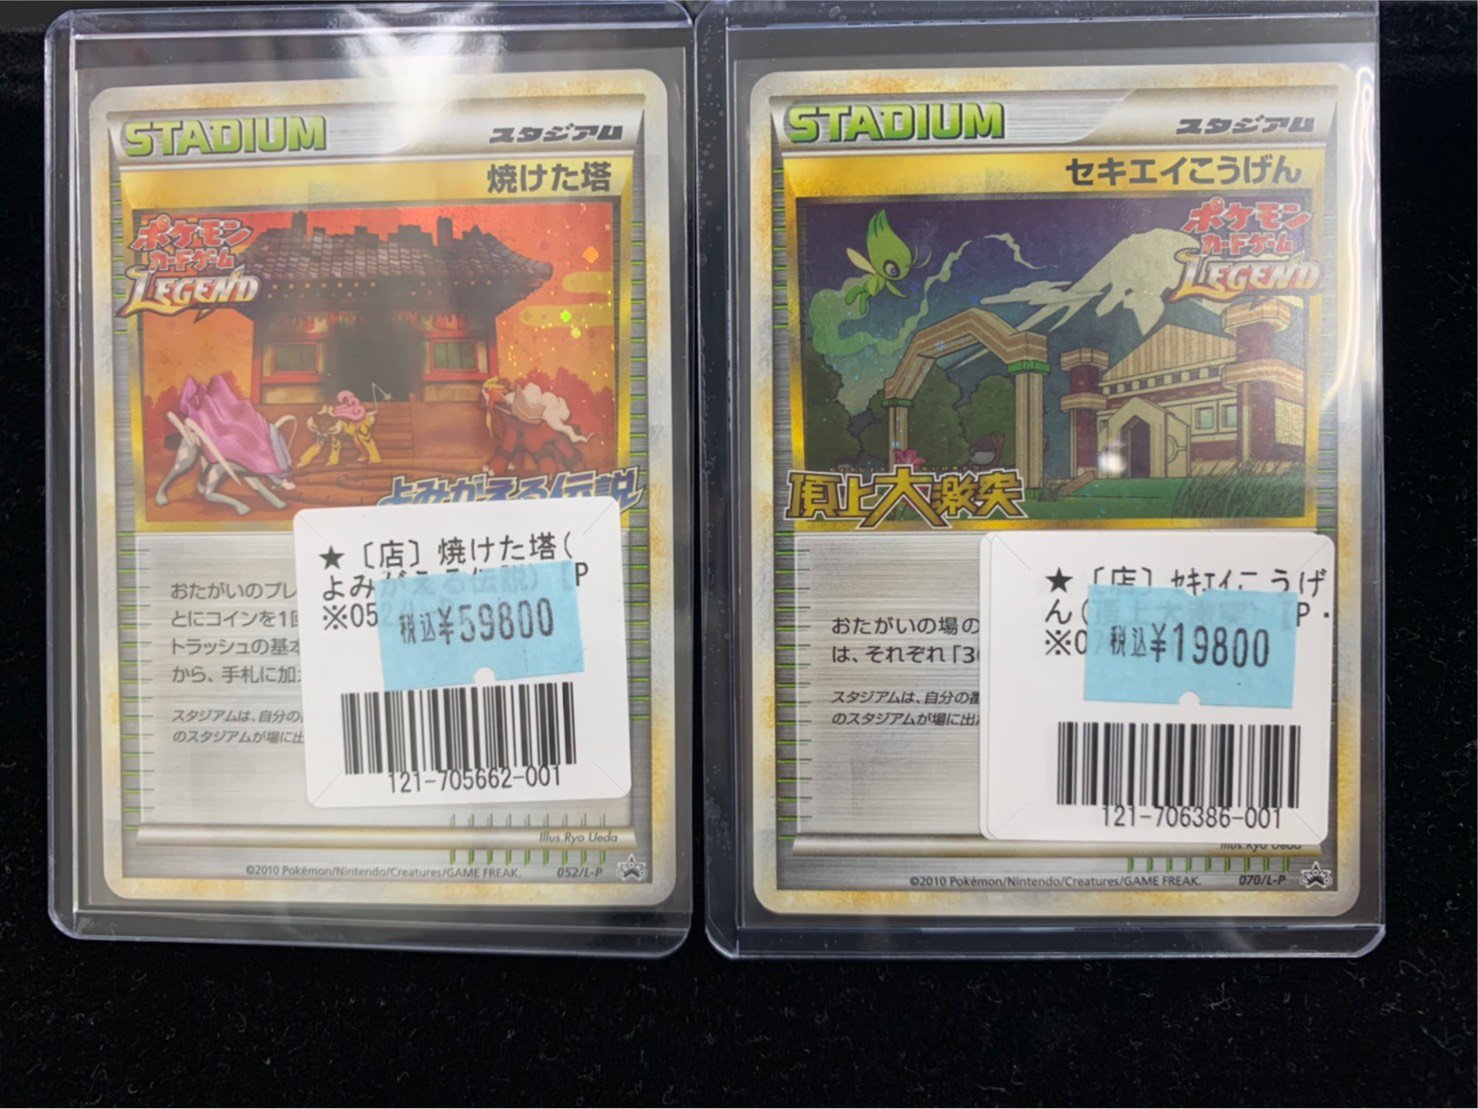 STADIUM
スタジアム
焼けた塔
ポケモン
カードゲーム
LEGEND
よみがえる伝説
★〔店〕焼けた塔(
よみがえる伝説)〔P
※05
税込¥59800
121-705662-001
おたがいのプレ
とにコインを1回
トラッシュの基本
から、手札に加え
スタジアムは、自分の
のスタジアムが場に出
Illus. Ryo Ueda
©2010 Pokémon/Nintendo/Creatures/GAME FREAK.
052/L-P
STADIUM
スタジアム
セキエイこうげん
ポケモン
カードゲーム
LEGEND
頂上大激突
★〔店〕ｾｷｴｲこうげ
ん(頂上大激突)〔P・
※07
税込¥19800
121-706386-001
おたがいの場の
は、それぞれ「30
スタジアムは、自分の番
のスタジアムが場に出
Illus. Ryo Ueda
©2010 Pokémon/Nintendo/Creatures/GAME FREAK.
070/L-P